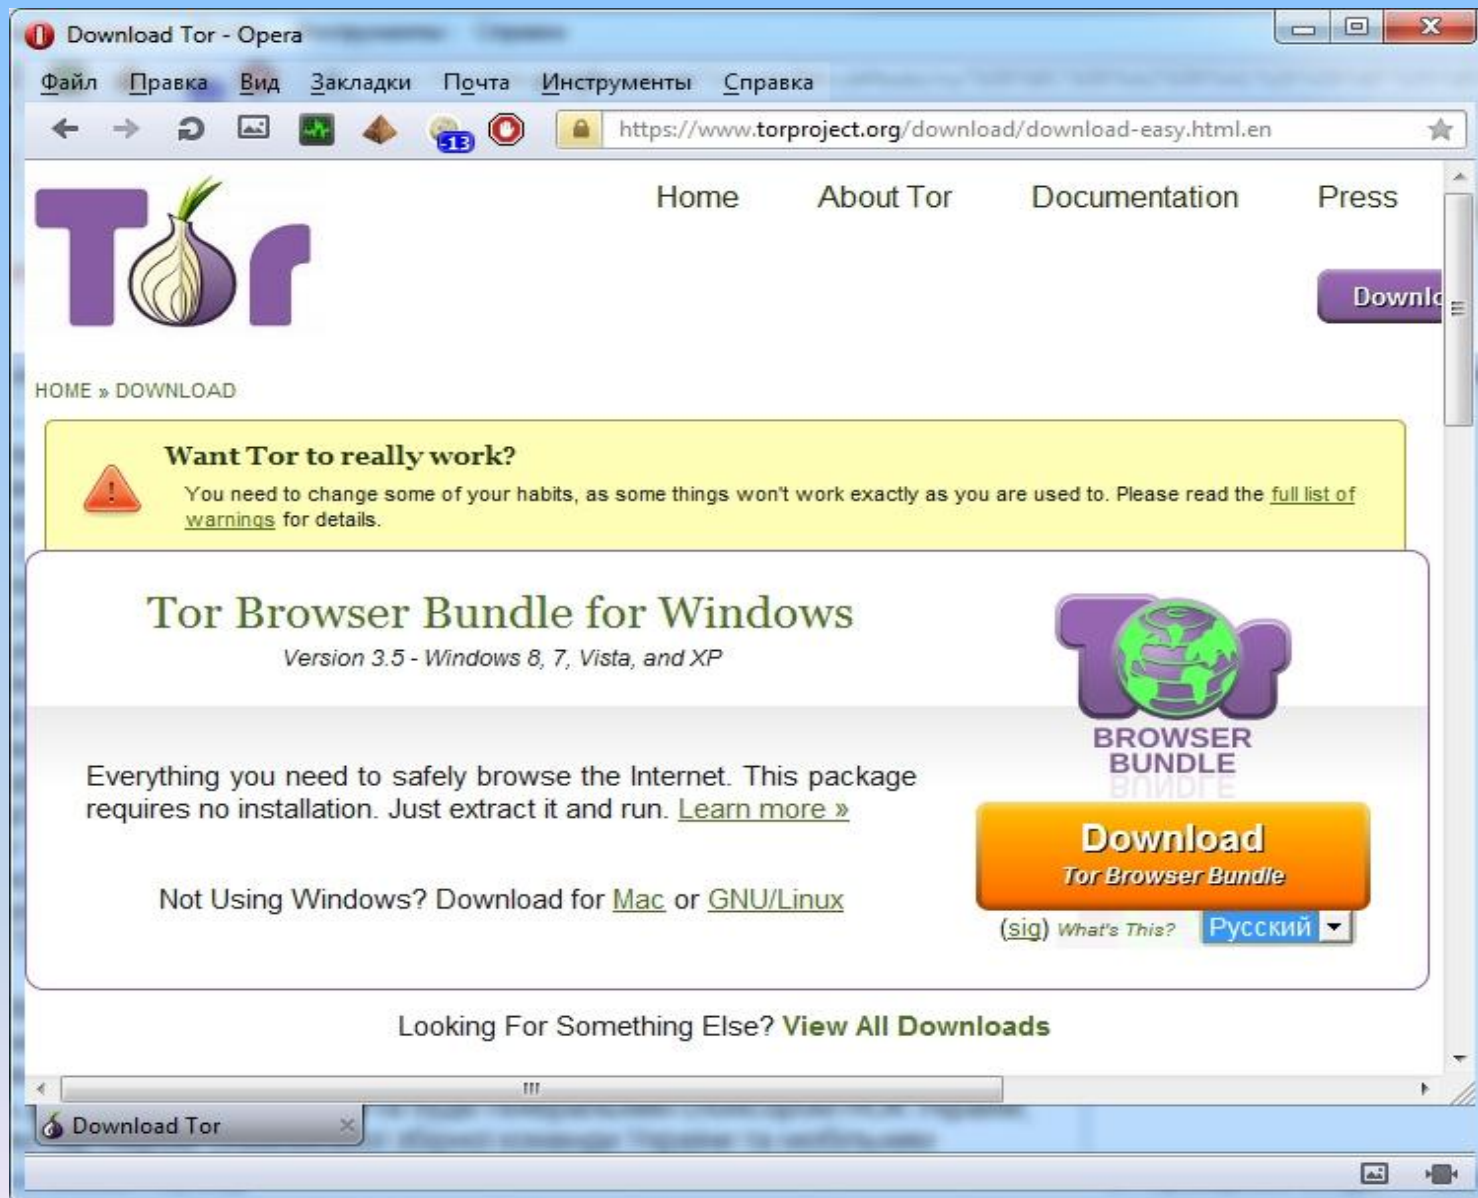 Download Tor - Opera
Файл Правка Вид Закладки Почта Инструменты Справка
-13 https://www.torproject.org/download/download-easy.html.en
Tor
Home About Tor Documentation Press
HOME » DOWNLOAD
Want Tor to really work?
You need to change some of your habits, as some things won't work exactly as you are used to. Please read the full list of
warnings for details.
Tor Browser Bundle for Windows
Version 3.5 - Windows 8, 7, Vista, and XP
Tor
BROWSER
BUNDLE
Everything you need to safely browse the Internet. This package
requires no installation. Just extract it and run. Learn more »
Download
Tor Browser Bundle
Not Using Windows? Download for Mac or GNU/Linux
(sig) What's This? Русский
Looking For Something Else? View All Downloads
Download Tor